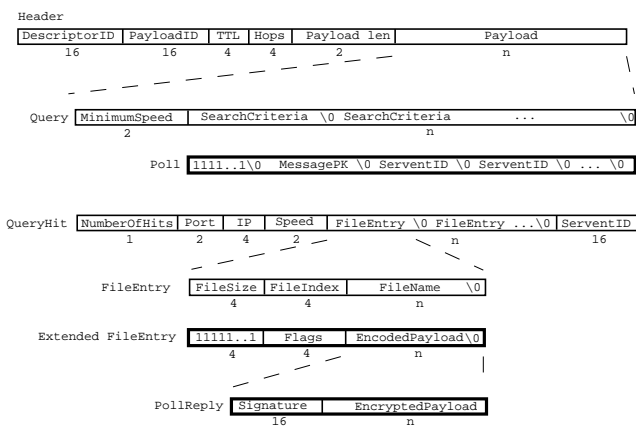 Header
DescriptorID PayloadID TTL Hops Payload len Payload
16 16 4 4 2 n
Query MinimumSpeed SearchCriteria \0 SearchCriteria ... \0
2 n
Poll 1111..1\0 MessagePK \0 ServentID \0 ServentID \0 ... \0
QueryHit NumberOfHits Port IP Speed FileEntry \0 FileEntry ...\0 ServentID
1 2 4 2 n 16
FileEntry FileSize FileIndex FileName \0
4 4 n
Extended FileEntry 11111..1 Flags EncodedPayload\0
4 4 n
PollReply Signature EncryptedPayload
16 n